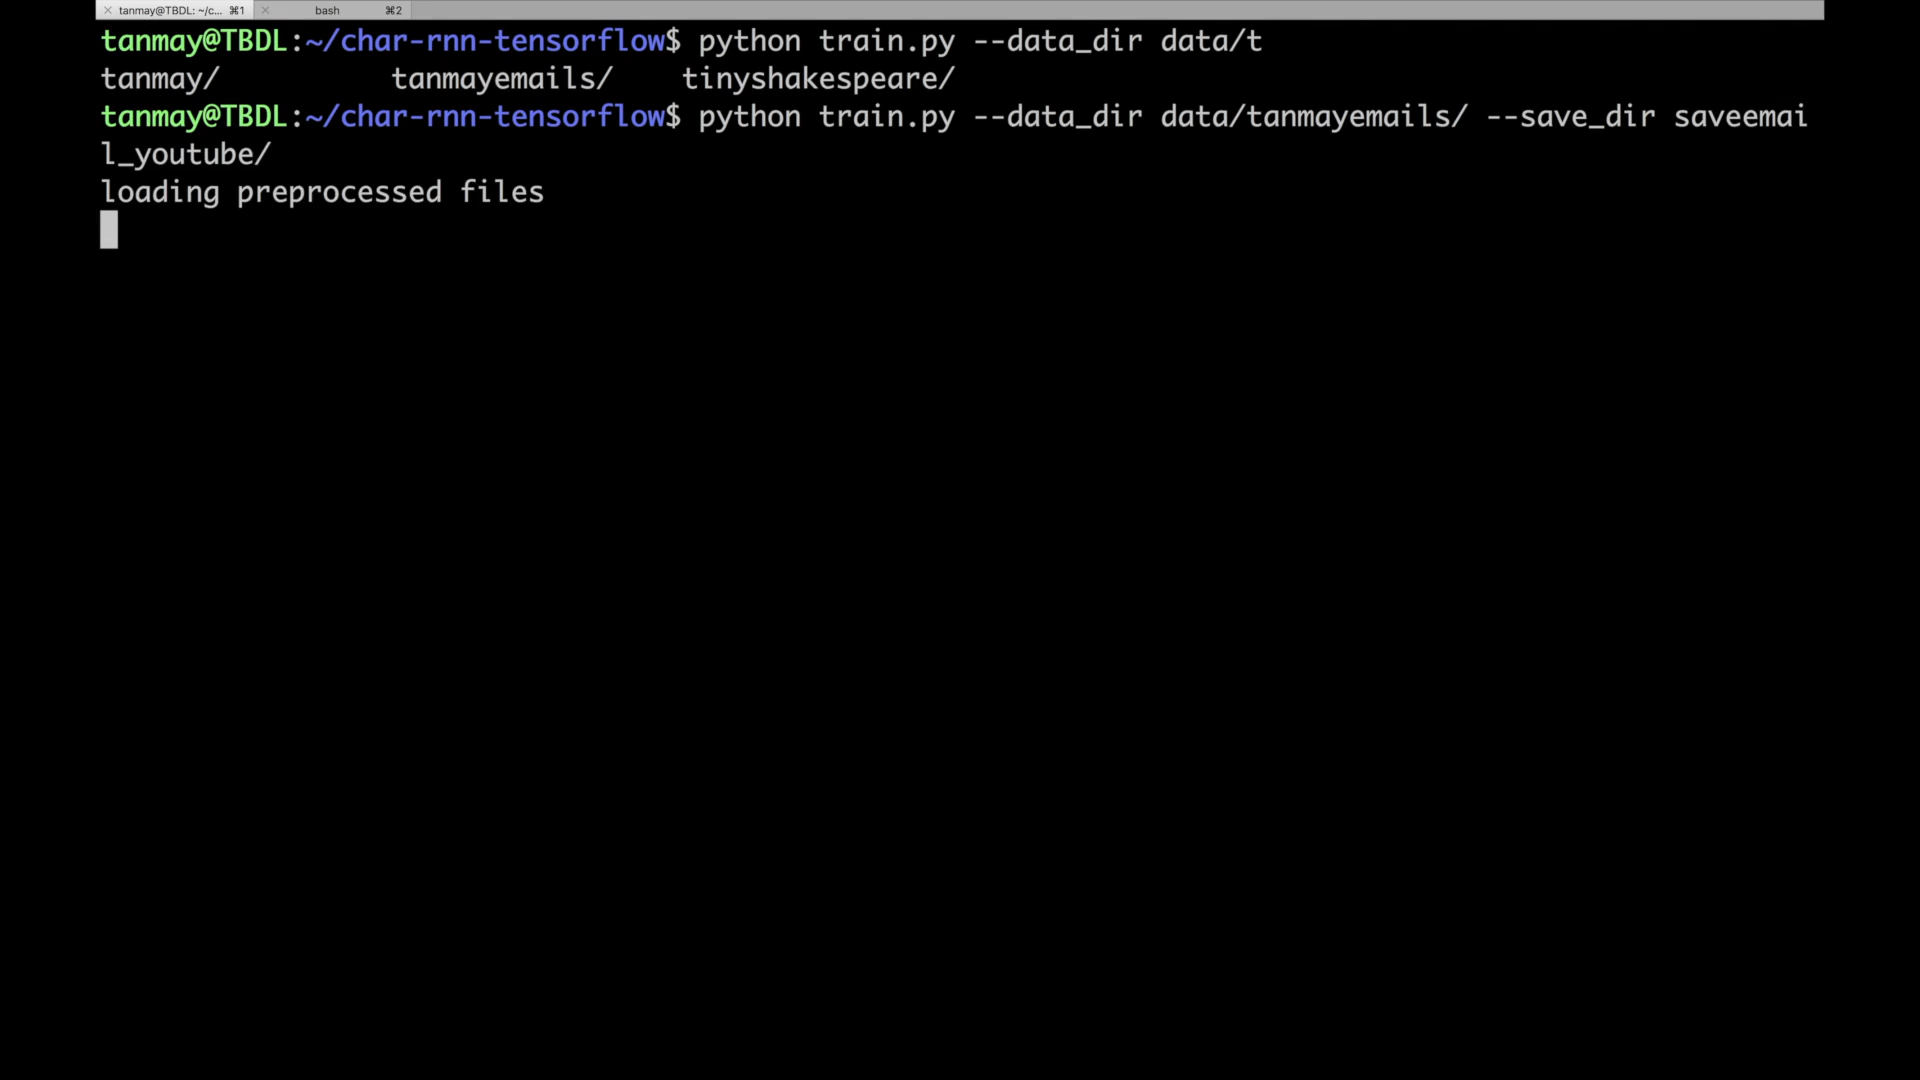 tanmay@TBDL: ~/c... ⌘1 bash ⌘2
tanmay@TBDL:~/char-rnn-tensorflow$ python train.py --data_dir data/t
tanmay/ tanmayemails/ tinyshakespeare/
tanmay@TBDL:~/char-rnn-tensorflow$ python train.py --data_dir data/tanmayemails/ --save_dir saveemai
l_youtube/
loading preprocessed files